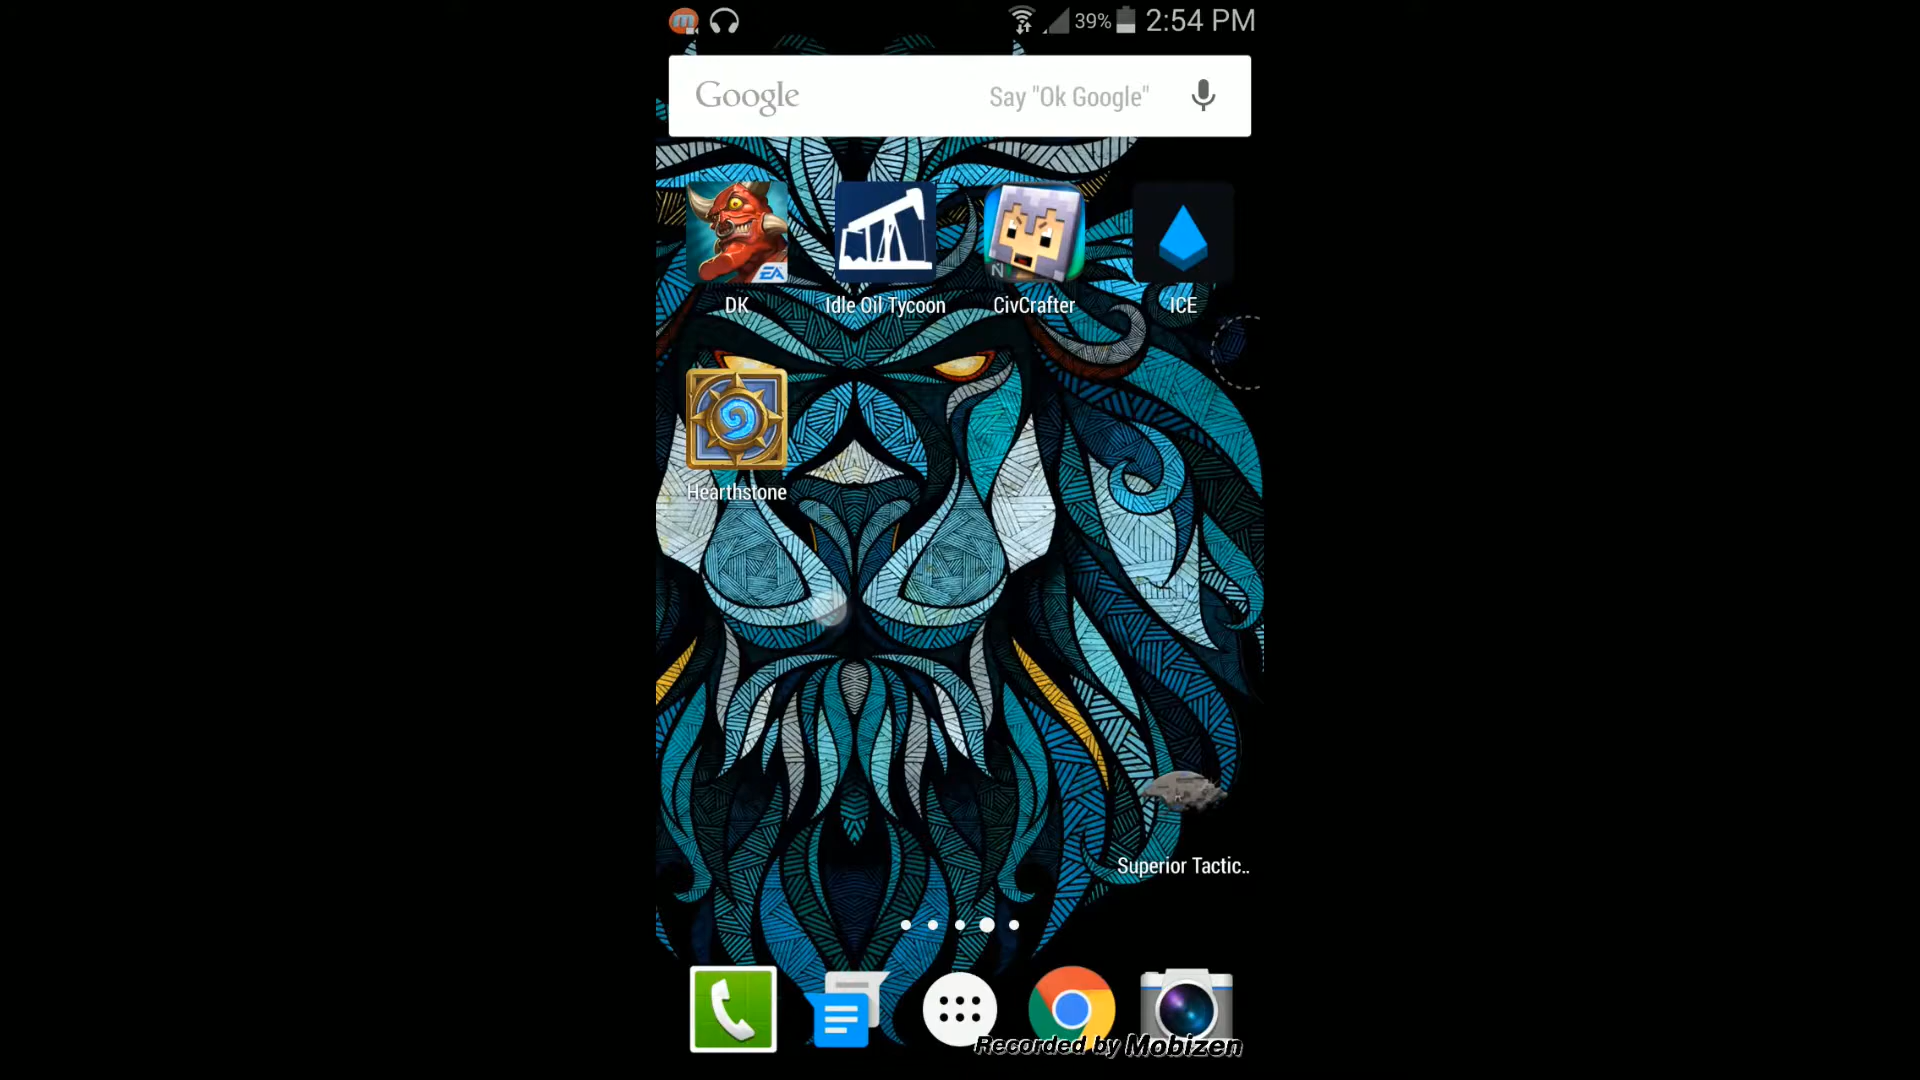 39% 2:54 PM
Google Say "Ok Google"
EA
N
DK Idle Oil Tycoon CivCrafter ICE
Hearthstone
Superior Tactic..
Recorded by Mobizen